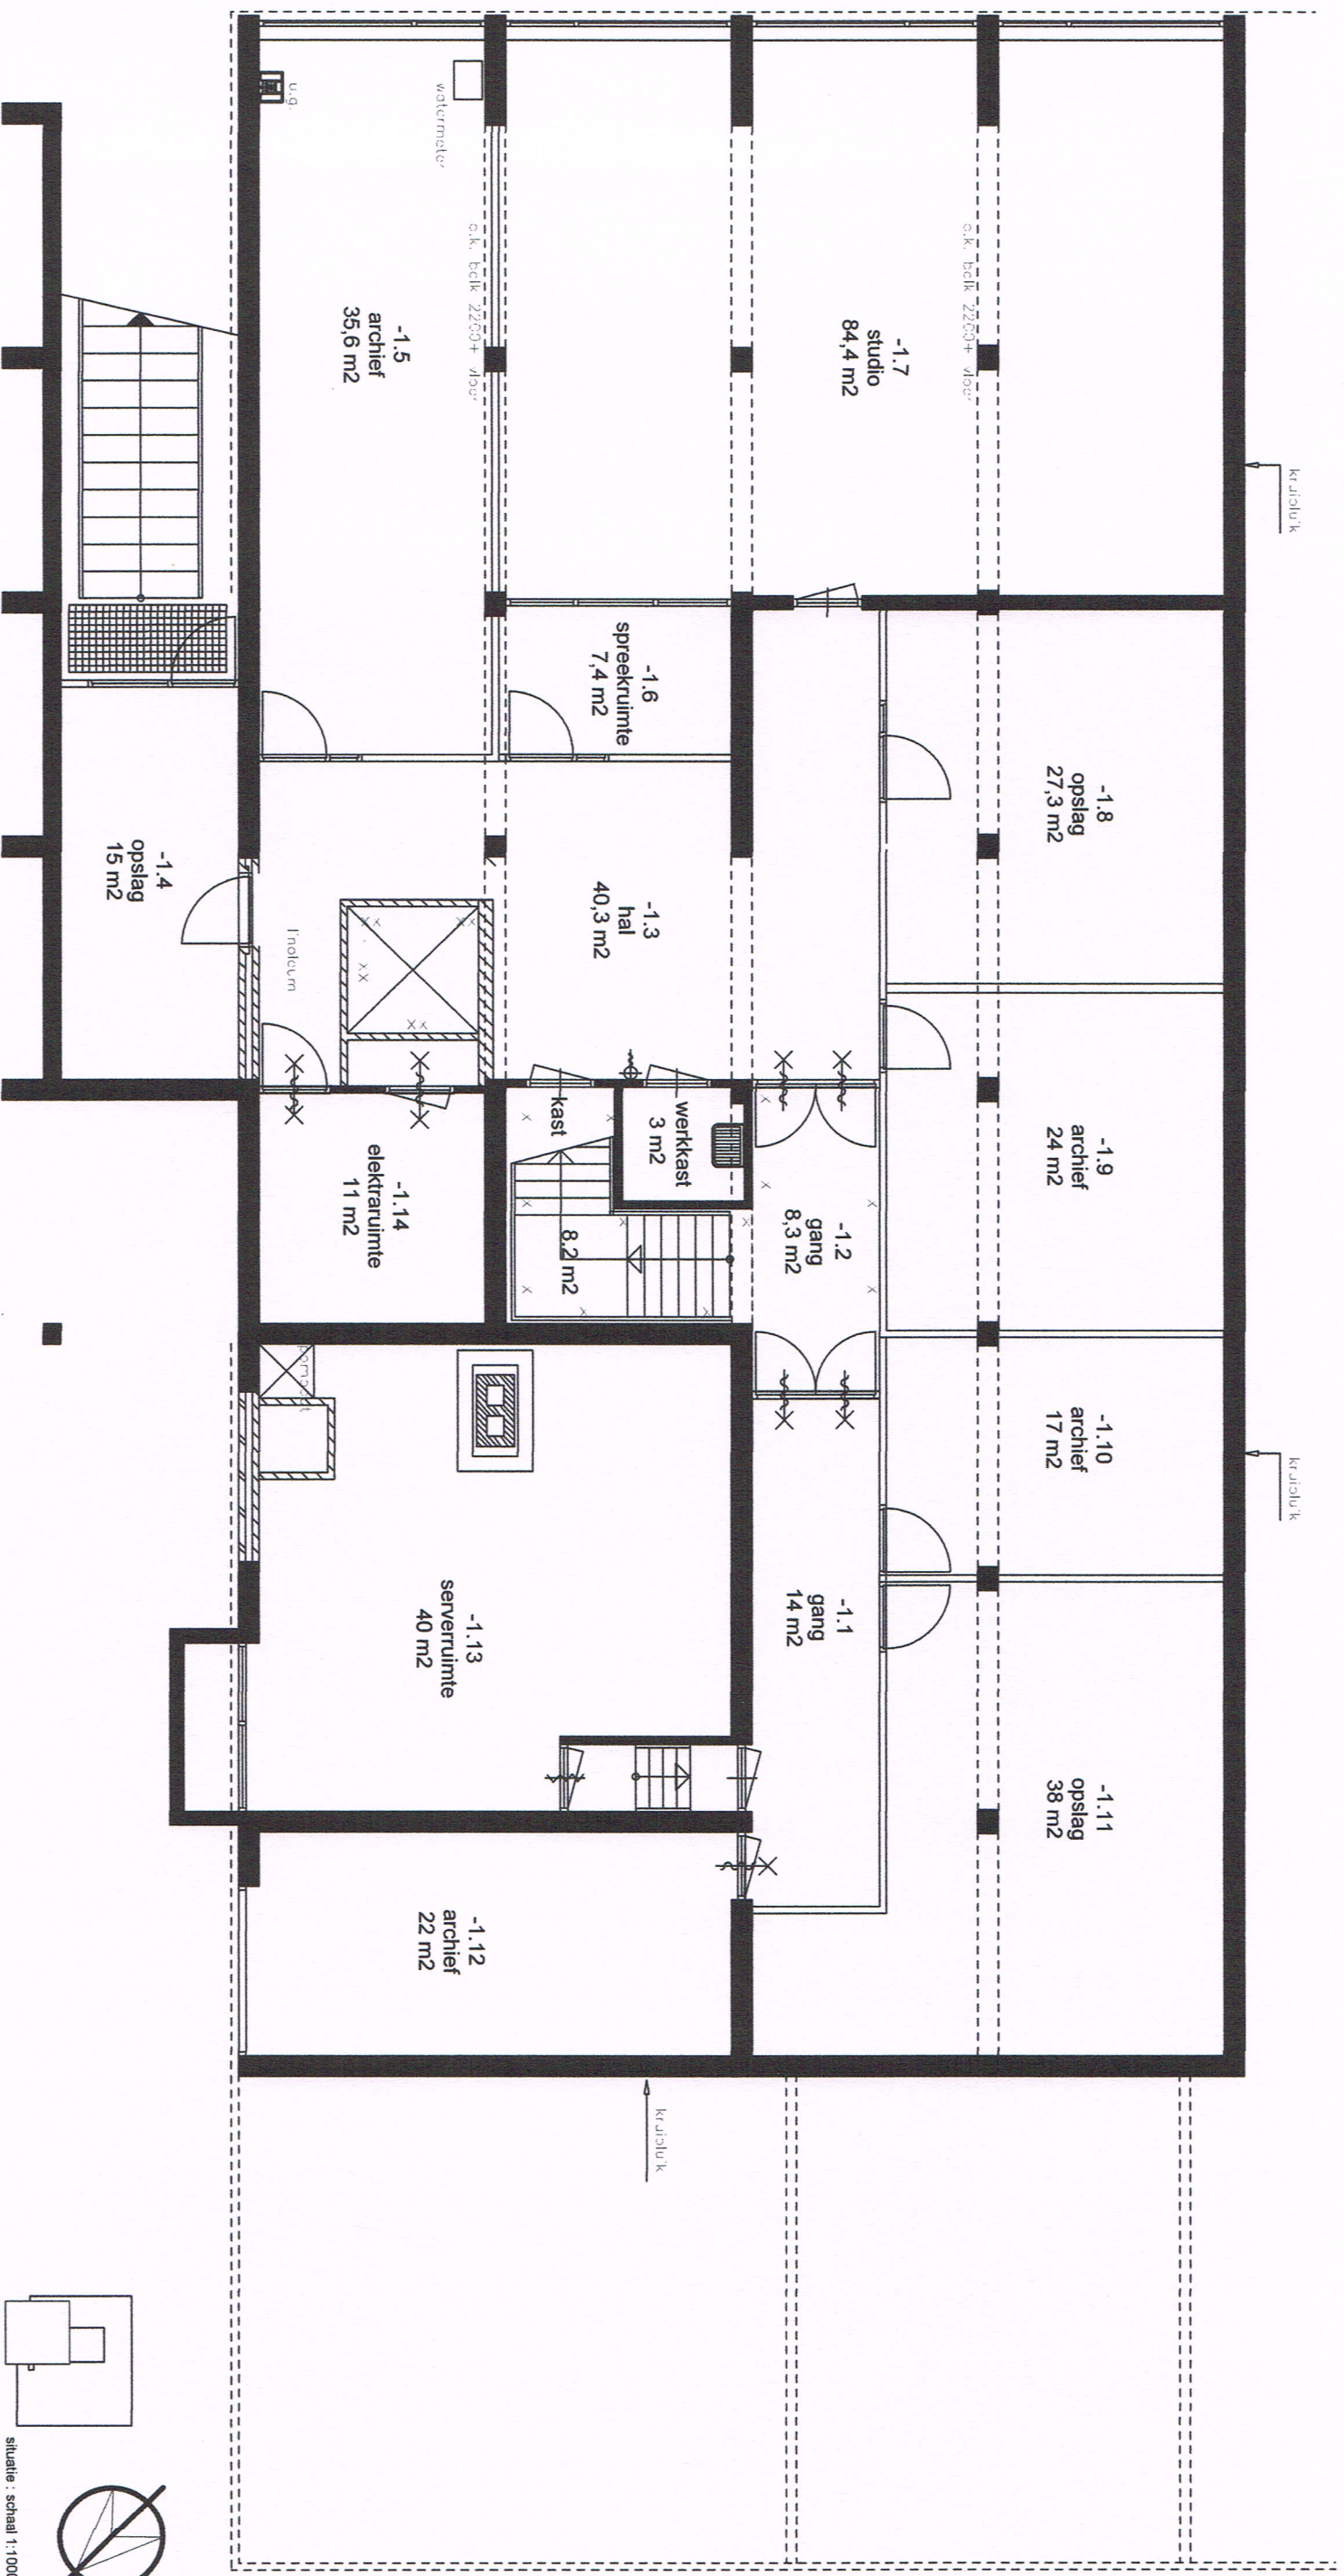 u.g.
watermeter
o.k. balk 2200+ vloer
o.k. balk 2200+ vloer
-1.5
archief
35,6 m2
-1.7
studio
84,4 m2
kruipluik
-1.6
spreekruimte
7,4 m2
-1.8
opslag
27,3 m2
-1.4
opslag
15 m2
linoleum
-1.3
hal
40,3 m2
-1.9
archief
24 m2
kast
werkkast
3 m2
-1.14
elektraruimte
11 m2
8,2 m2
-1.2
gang
8,3 m2
-1.10
archief
17 m2
kruipluik
-1.13
serverruimte
40 m2
-1.1
gang
14 m2
-1.11
opslag
38 m2
-1.12
archief
22 m2
kruipluik
situatie : schaal 1:1000